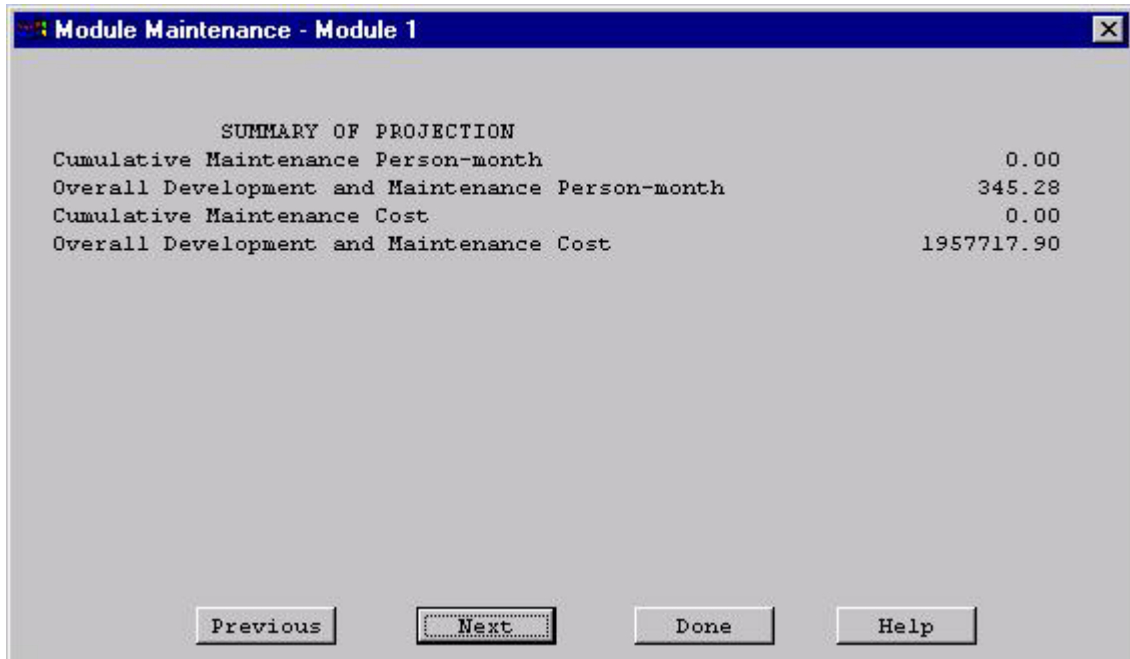 Module Maintenance - Module 1
SUMMARY OF PROJECTION
Cumulative Maintenance Person-month 0.00
Overall Development and Maintenance Person-month 345.28
Cumulative Maintenance Cost 0.00
Overall Development and Maintenance Cost 1957717.90
Previous Next Done Help